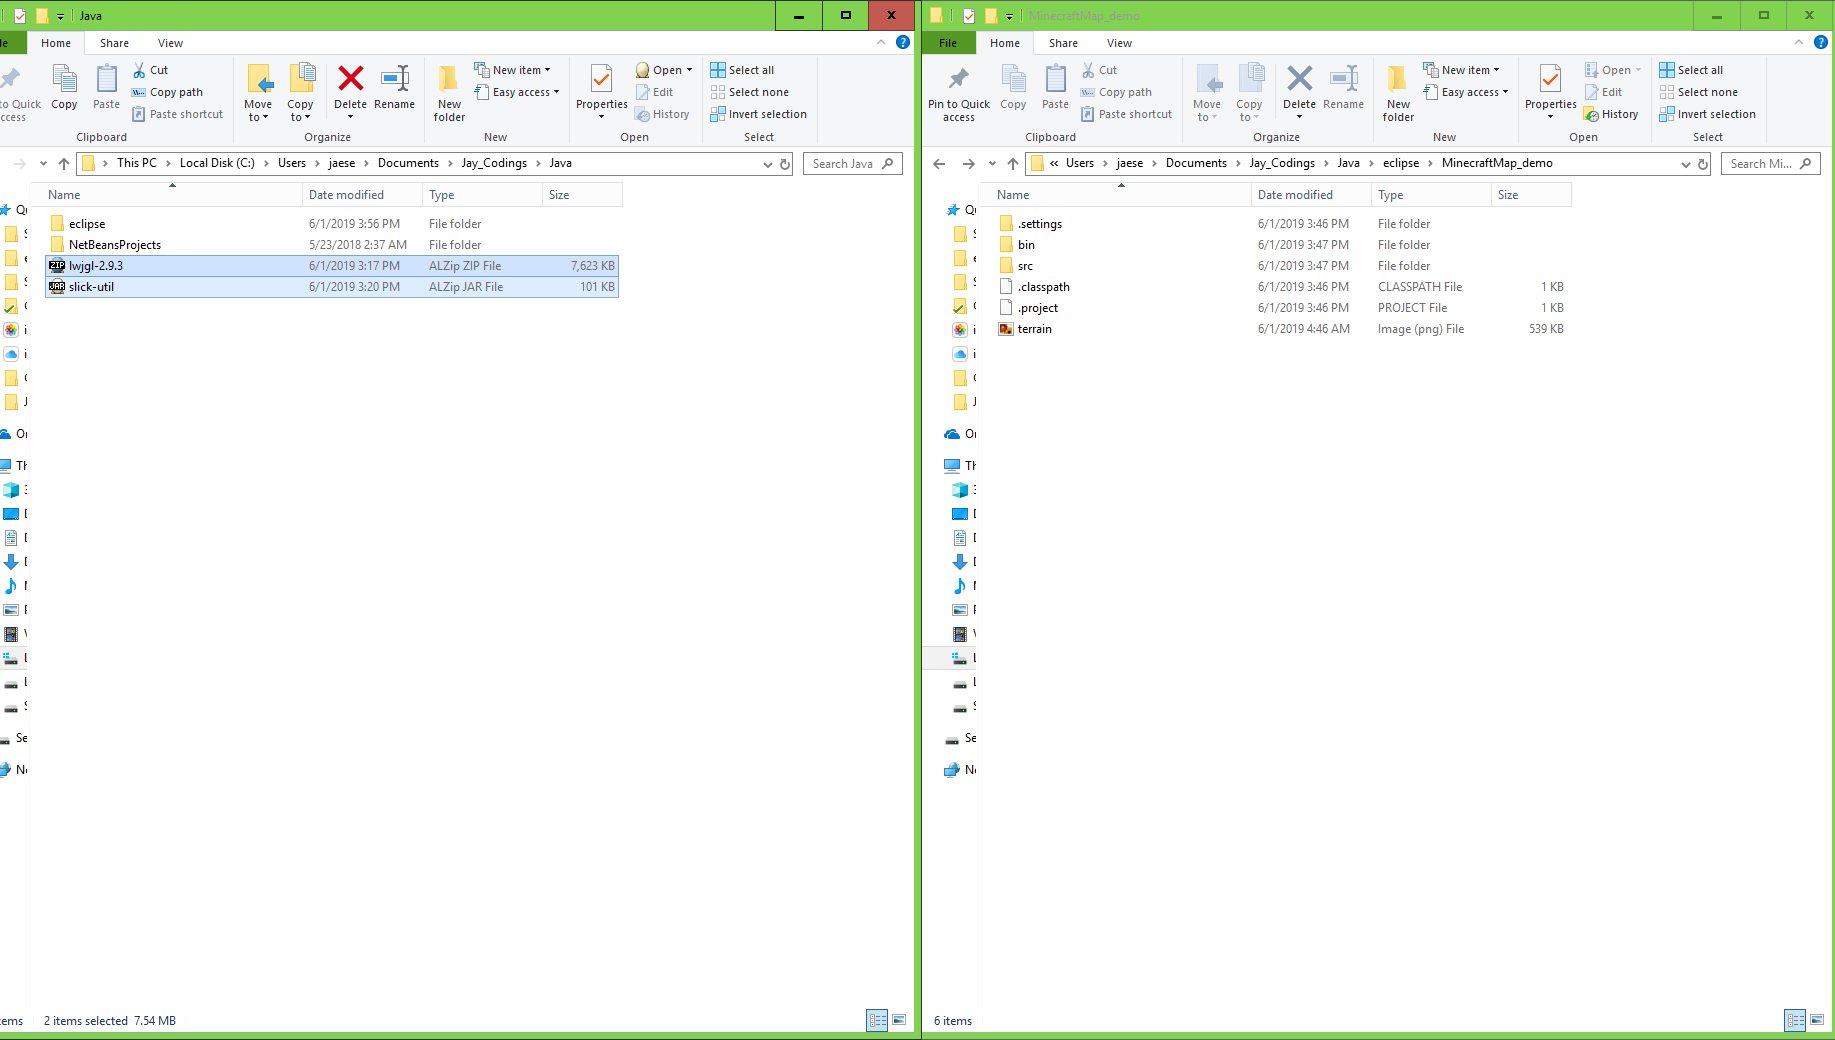 Java
le
Home
Share
View
to Quick
ccess
Copy
Paste
Cut
Copy path
Paste shortcut
Move
to
Copy
to
Delete
Rename
New
folder
New item
Easy access
Properties
Open
Edit
History
Select all
Select none
Invert selection
Clipboard
Organize
New
Open
Select
This PC
Local Disk (C:)
Users
jaese
Documents
Jay_Codings
Java
Search Java
Name
Date modified
Type
Size
eclipse 6/1/2019 3:56 PM File folder
NetBeansProjects 5/23/2018 2:37 AM File folder
ZIP lwjgl-2.9.3 6/1/2019 3:17 PM ALZip ZIP File 7,623 KB
JAR slick-util 6/1/2019 3:20 PM ALZip JAR File 101 KB
Qu
On
Th
Se
Ne
ems
2 items selected 7.54 MB
MinecraftMap_demo
File
Home
Share
View
Pin to Quick
access
Copy
Paste
Cut
Copy path
Paste shortcut
Move
to
Copy
to
Delete
Rename
New
folder
New item
Easy access
Properties
Open
Edit
History
Select all
Select none
Invert selection
Clipboard
Organize
New
Open
Select
« Users
jaese
Documents
Jay_Codings
Java
eclipse
MinecraftMap_demo
Search Mi...
Name
Date modified
Type
Size
.settings 6/1/2019 3:46 PM File folder
bin 6/1/2019 3:47 PM File folder
src 6/1/2019 3:47 PM File folder
.classpath 6/1/2019 3:46 PM CLASSPATH File 1 KB
.project 6/1/2019 3:46 PM PROJECT File 1 KB
terrain 6/1/2019 4:46 AM Image (png) File 539 KB
Qu
On
Th
Se
Ne
6 items